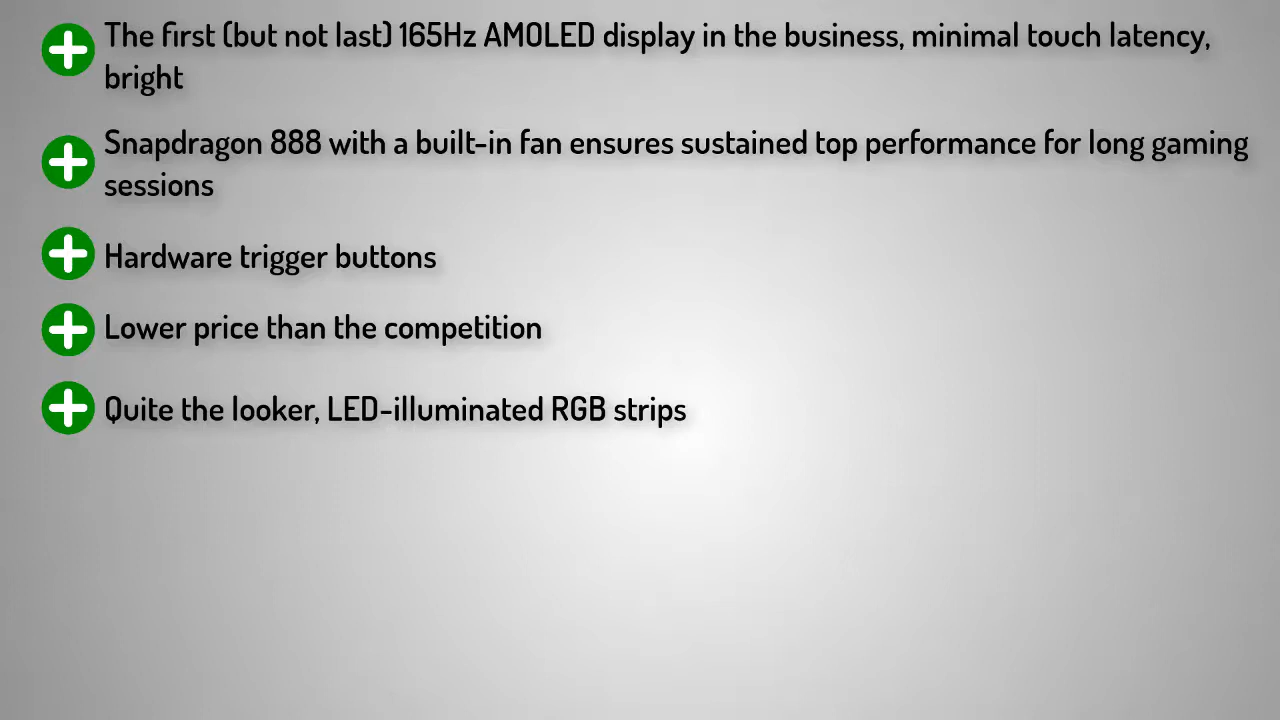 The first (but not last) 165Hz AMOLED display in the business, minimal touch latency,
bright
Snapdragon 888 with a built-in fan ensures sustained top performance for long gaming
sessions
Hardware trigger buttons
Lower price than the competition
Quite the looker, LED-illuminated RGB strips